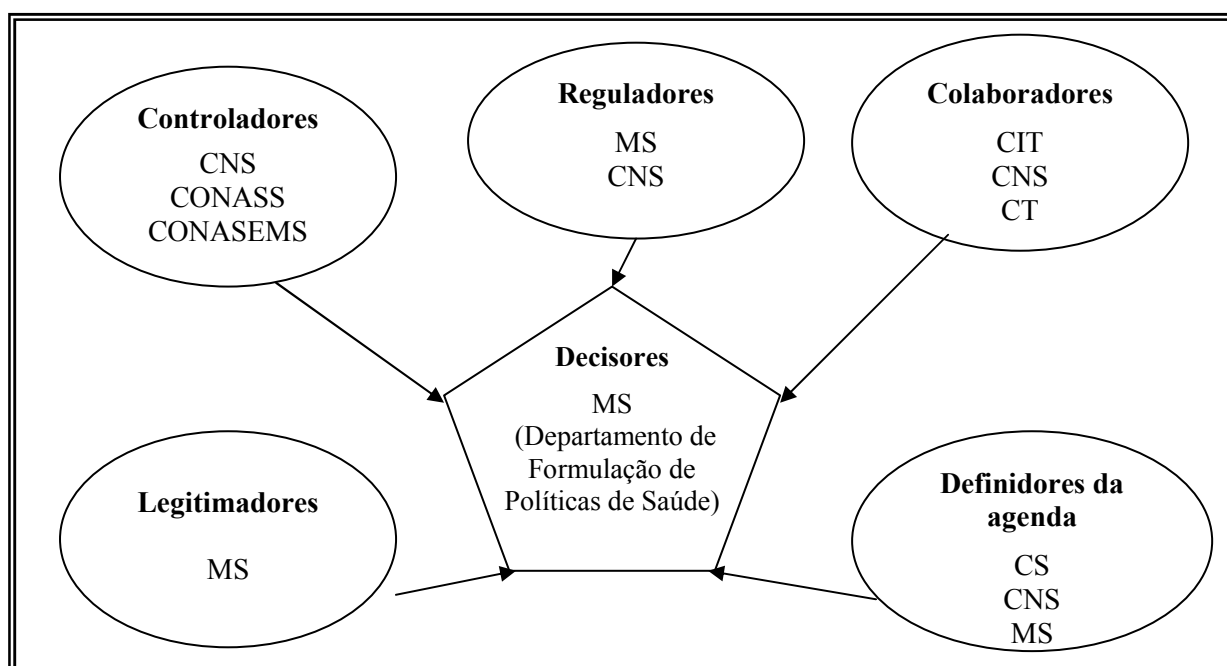 Controladores
CNS
CONASS
CONASEMS
Reguladores
MS
CNS
Colaboradores
CIT
CNS
CT
Decisores
MS
(Departamento de
Formulação de
Políticas de Saúde)
Legitimadores
MS
Definidores da
agenda
CS
CNS
MS